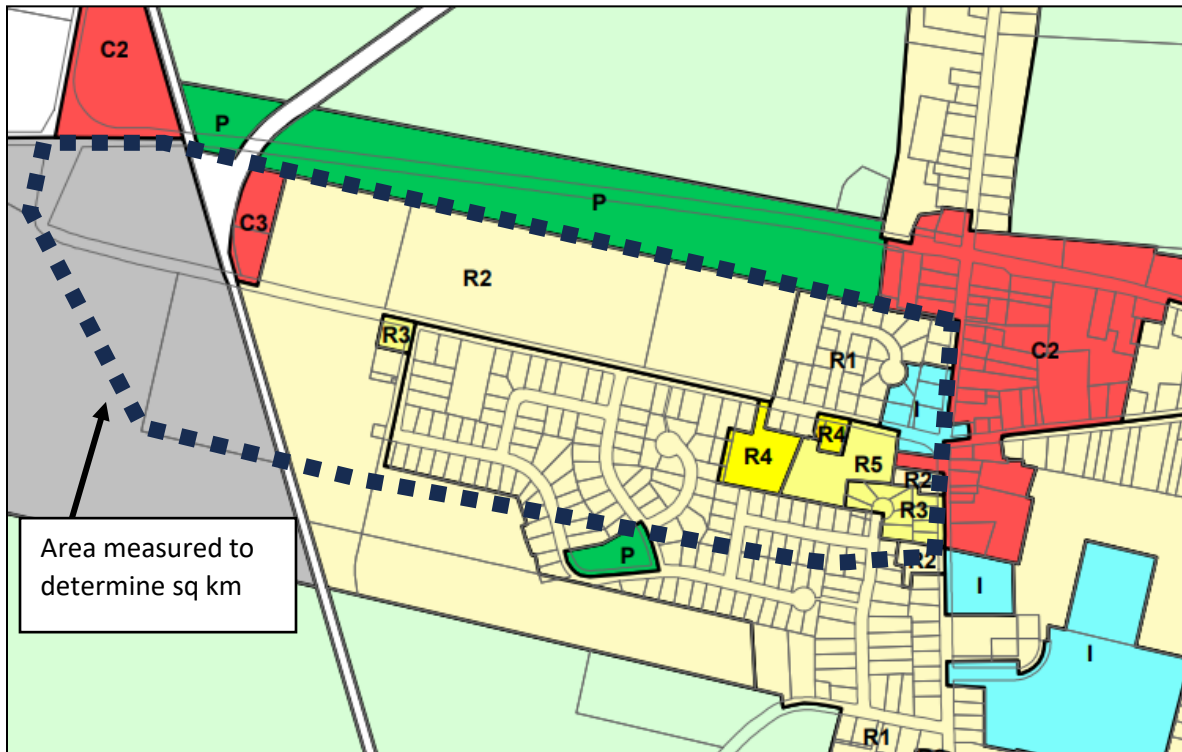 C2
P
P
C3
R2
R3
R1
C2
I
R4
R4
R5
R2
R3
P
R2
I
I
R1
Area measured to
determine sq km